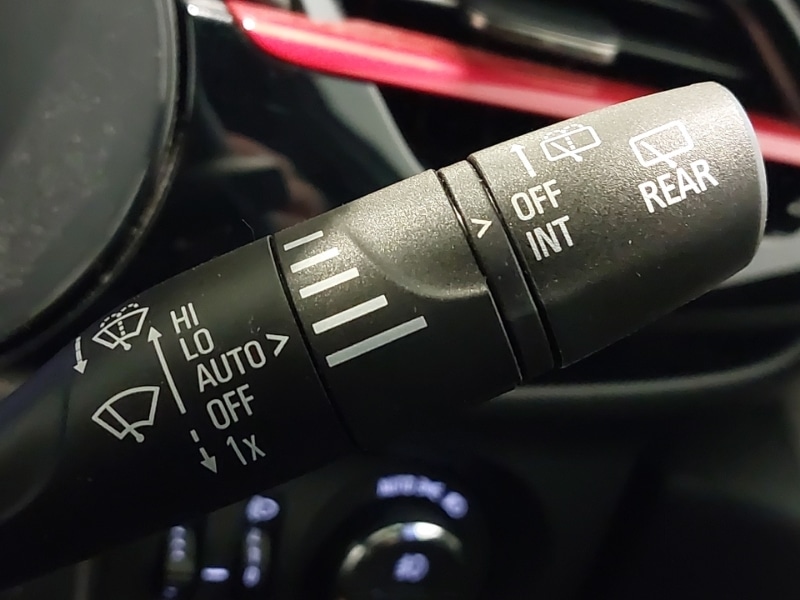 HI
LO
AUTO >
OFF
1x
>
OFF
INT
REAR